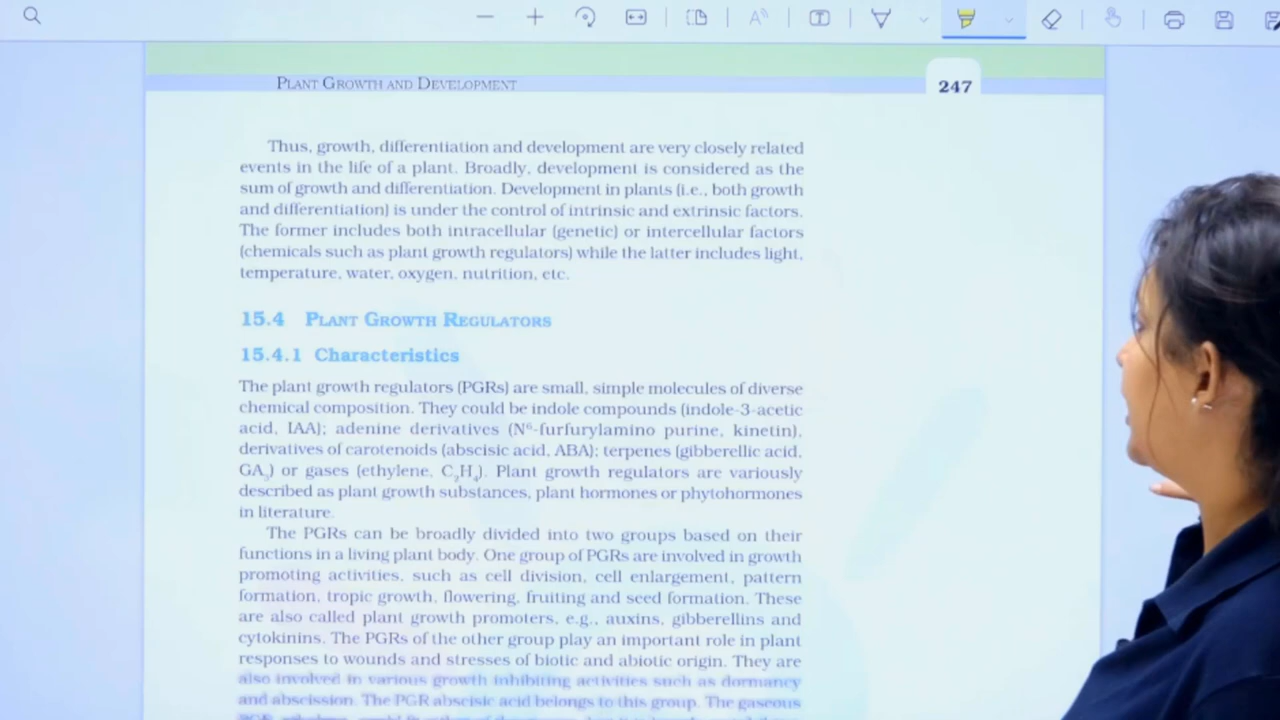 PLANT GROWTH AND DEVELOPMENT
247
Thus, growth, differentiation and development are very closely related
events in the life of a plant. Broadly, development is considered as the
sum of growth and differentiation. Development in plants (i.e., both growth
and differentiation) is under the control of intrinsic and extrinsic factors.
The former includes both intracellular (genetic) or intercellular factors
(chemicals such as plant growth regulators) while the latter includes light,
temperature, water, oxygen, nutrition, etc.
15.4 PLANT GROWTH REGULATORS
15.4.1 Characteristics
The plant growth regulators (PGRs) are small, simple molecules of diverse
chemical composition. They could be indole compounds (indole-3-acetic
acid, IAA); adenine derivatives (N⁶-furfurylamino purine, kinetin),
derivatives of carotenoids (abscisic acid, ABA); terpenes (gibberellic acid,
GA₃) or gases (ethylene, C₂H₄). Plant growth regulators are variously
described as plant growth substances, plant hormones or phytohormones
in literature.
The PGRs can be broadly divided into two groups based on their
functions in a living plant body. One group of PGRs are involved in growth
promoting activities, such as cell division, cell enlargement, pattern
formation, tropic growth, flowering, fruiting and seed formation. These
are also called plant growth promoters, e.g., auxins, gibberellins and
cytokinins. The PGRs of the other group play an important role in plant
responses to wounds and stresses of biotic and abiotic origin. They are
also involved in various growth inhibiting activities such as dormancy
and abscission. The PGR abscisic acid belongs to this group. The gaseous